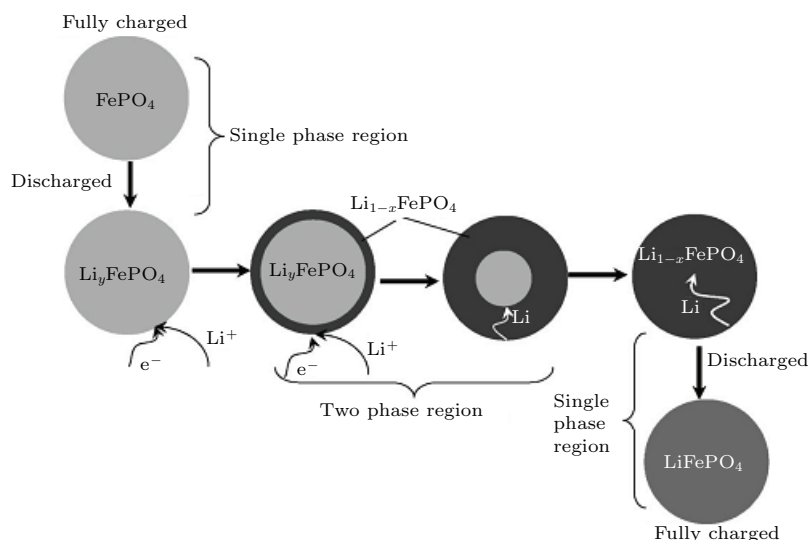 Fully charged
FePO₄
Single phase region
Discharged
Li₁₋ₓFePO₄
LiyFePO₄
LiyFePO₄
Li₁₋ₓFePO₄
Li
Li
Li⁺
e⁻
Li⁺
e⁻
Discharged
Two phase region
Single
phase
region
LiFePO₄
Fully charged